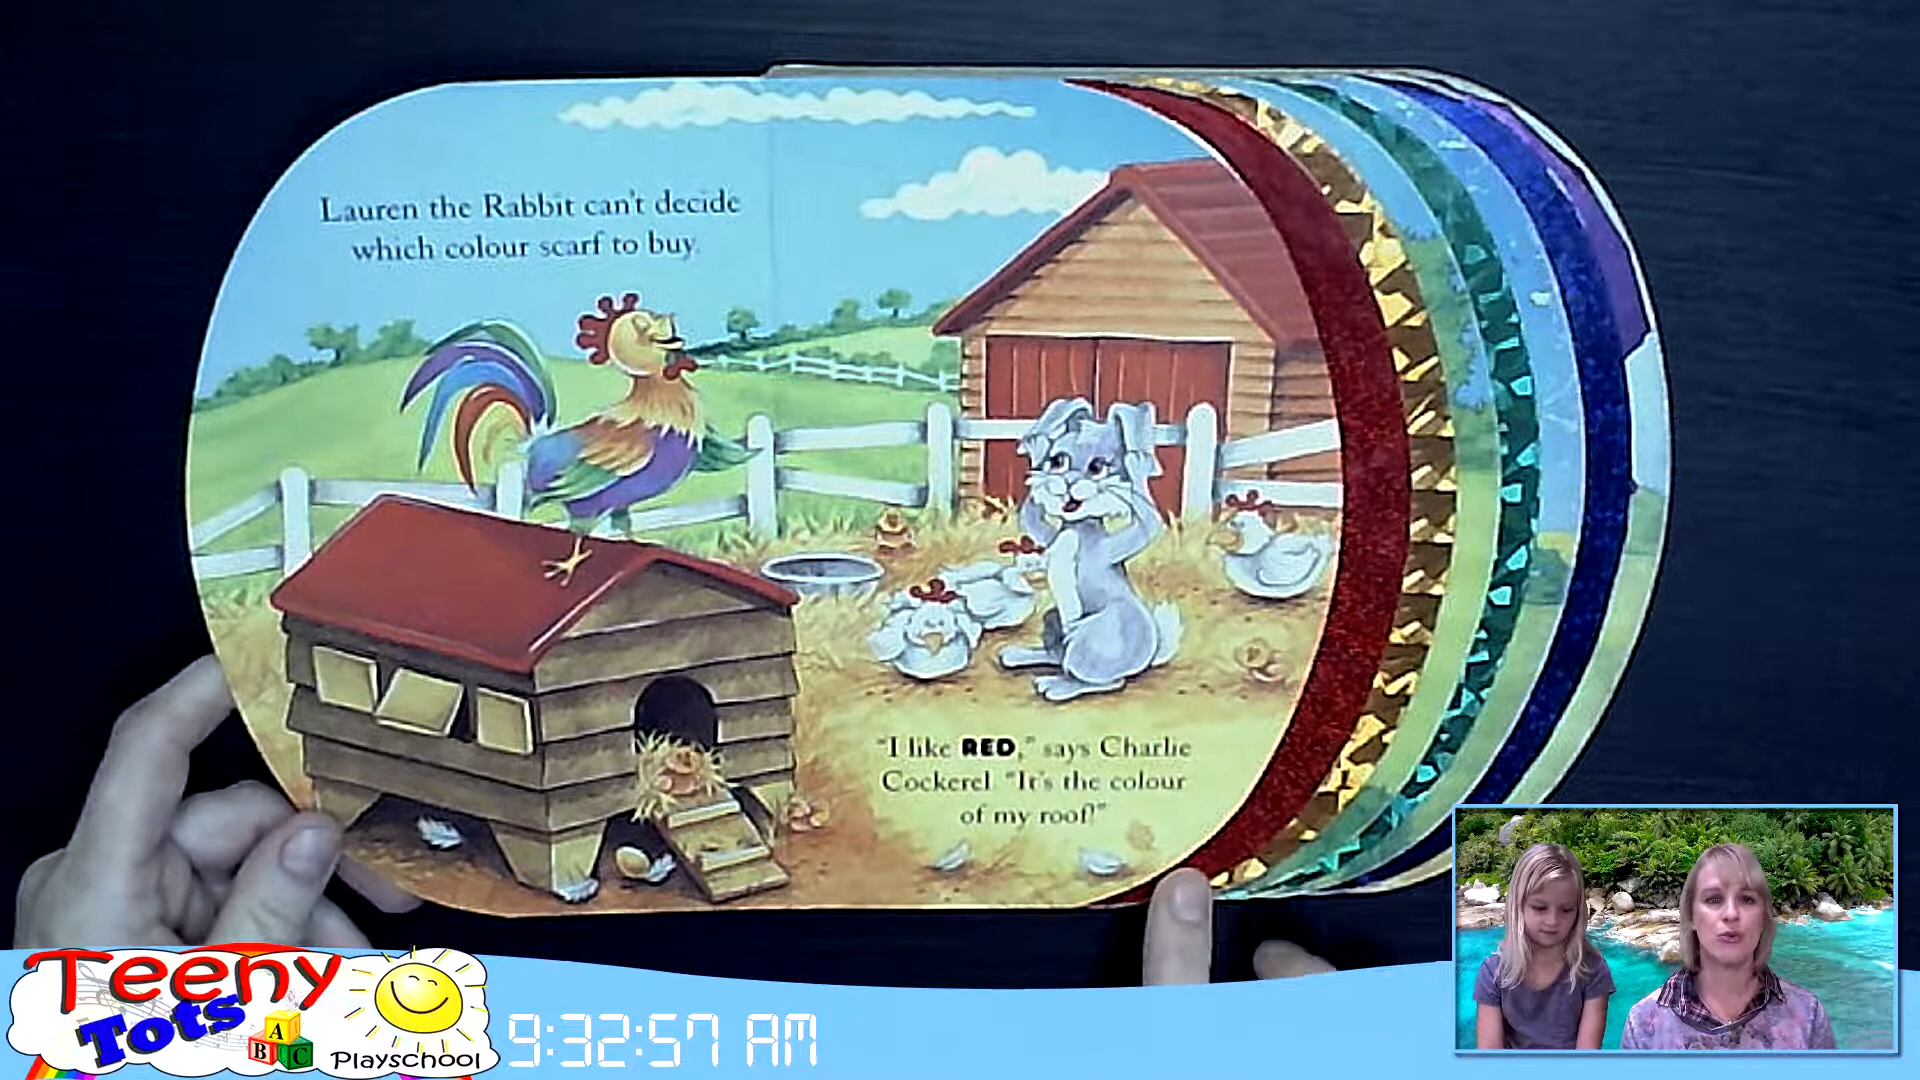 Lauren the Rabbit can't decide
which colour scarf to buy.
"I like RED," says Charlie
Cockerel. "It's the colour
of my roof!"
Teeny
Tots
A
B C
Playschool
9:32:57 AM